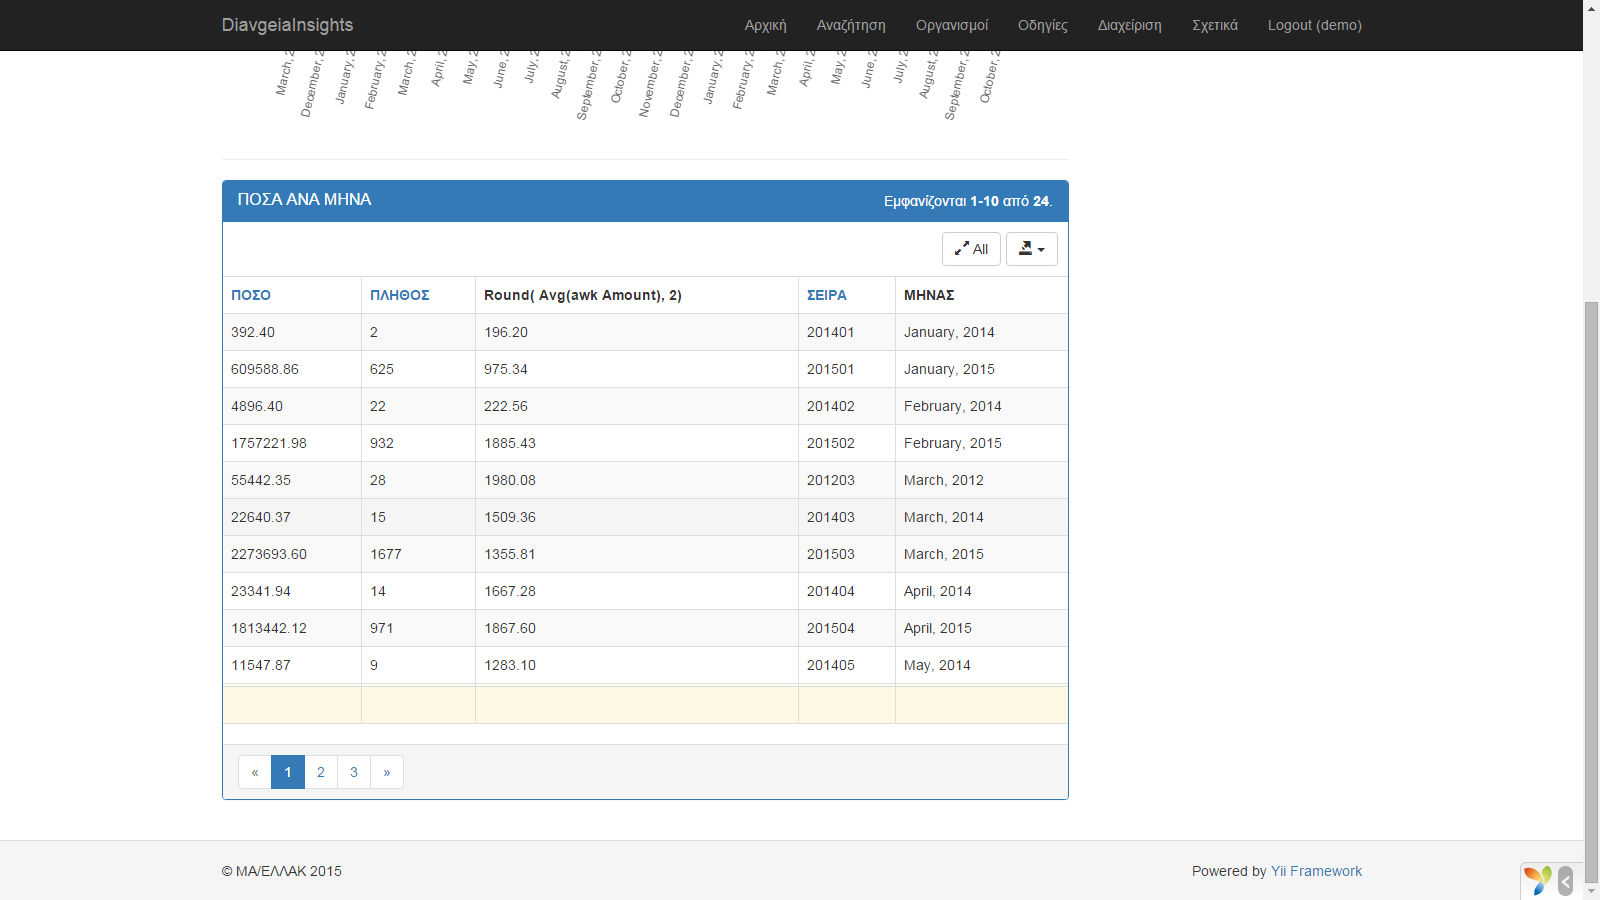 DiavgeiaInsights Αρχική Αναζήτηση Οργανισμοί Οδηγίες Διαχείριση Σχετικά Logout (demo)
March, 2 December, 2 January, 2 February, 2 March, 2 April, 2 May, 2 June, 2 July, 2 August, 2 September, 2 October, 2 November, 2 December, 2 January, 2 February, 2 March, 2 April, 2 May, 2 June, 2 July, 2 August, 2 September, 2 October, 2
ΠΟΣΑ ΑΝΑ ΜΗΝΑ Εμφανίζονται 1-10 από 24.
All
ΠΟΣΟ ΠΛΗΘΟΣ Round( Avg(awk Amount), 2) ΣΕΙΡΑ ΜΗΝΑΣ
392.40 2 196.20 201401 January, 2014
609588.86 625 975.34 201501 January, 2015
4896.40 22 222.56 201402 February, 2014
1757221.98 932 1885.43 201502 February, 2015
55442.35 28 1980.08 201203 March, 2012
22640.37 15 1509.36 201403 March, 2014
2273693.60 1677 1355.81 201503 March, 2015
23341.94 14 1667.28 201404 April, 2014
1813442.12 971 1867.60 201504 April, 2015
11547.87 9 1283.10 201405 May, 2014
« 1 2 3 »
© ΜΑ/ΕΛΛΑΚ 2015 Powered by Yii Framework